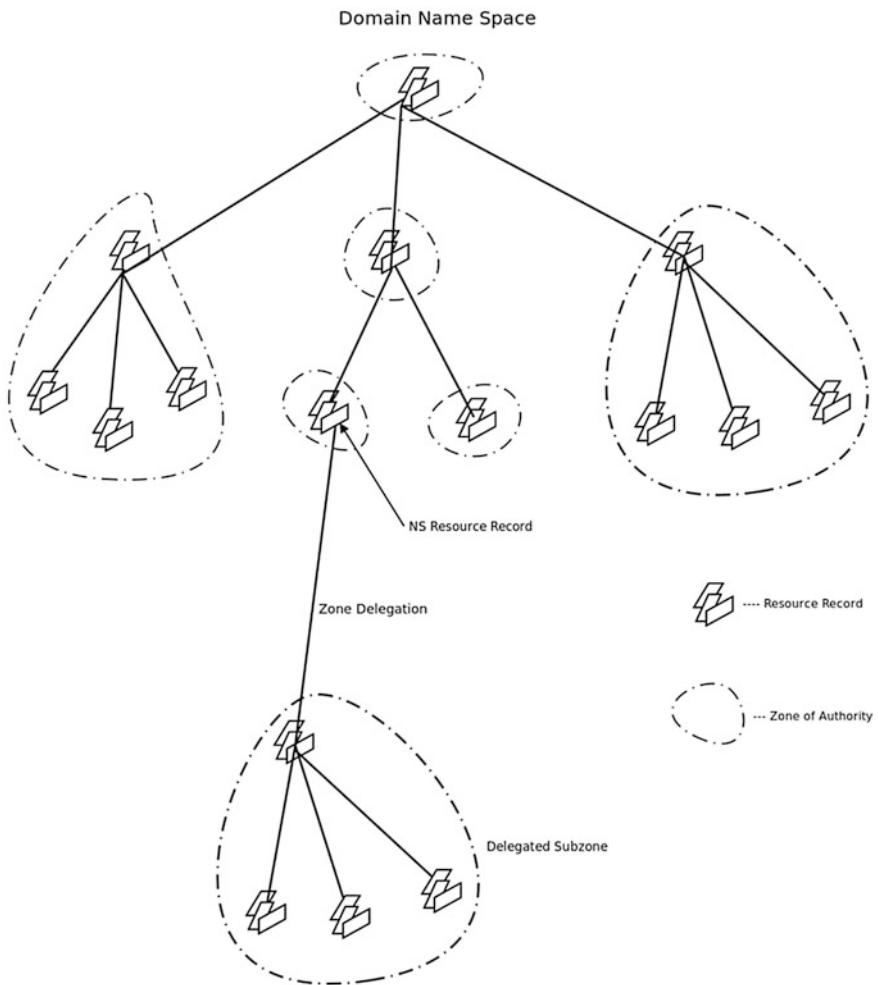 Domain Name Space
NS Resource Record
Zone Delegation
---- Resource Record
--- Zone of Authority
Delegated Subzone